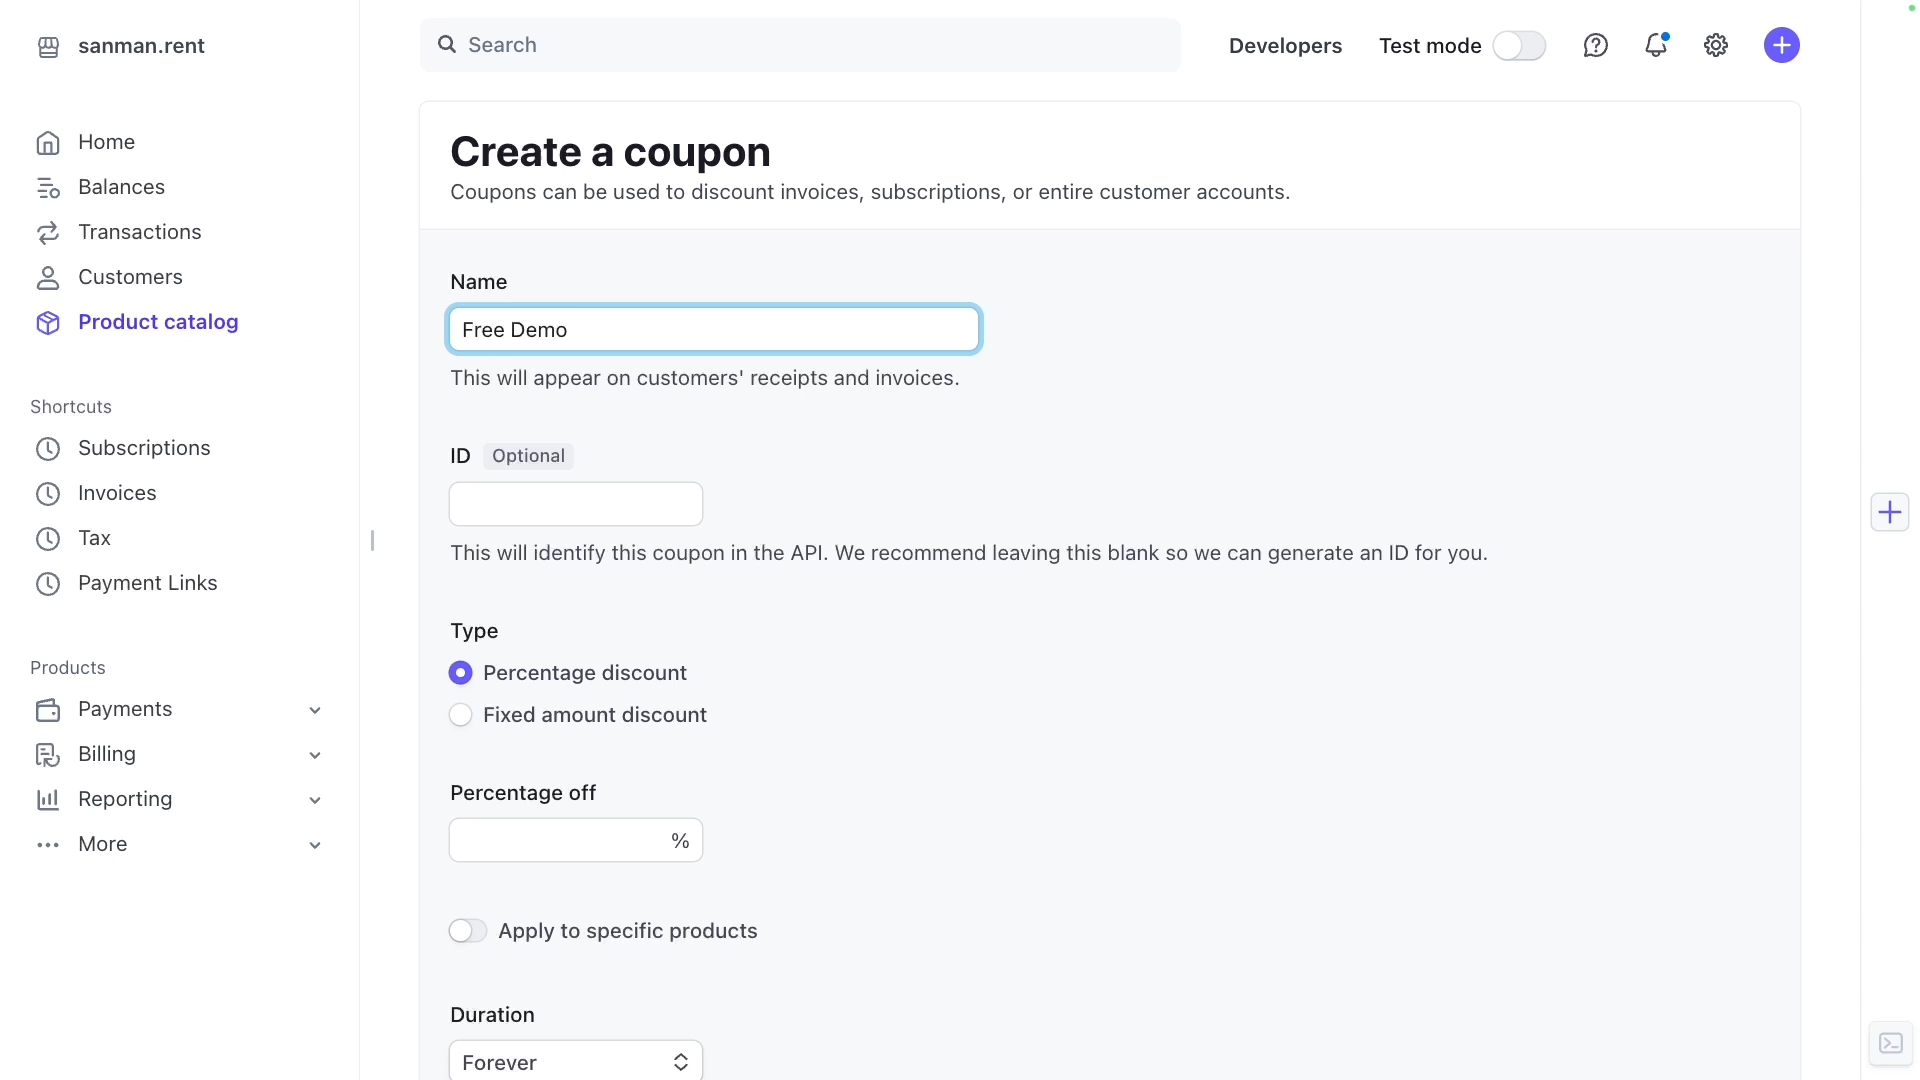 sanman.rent
Search
Developers
Test mode
Home
Balances
Transactions
Customers
Product catalog
Shortcuts
Subscriptions
Invoices
Tax
Payment Links
Products
Payments
Billing
Reporting
More
Create a coupon
Coupons can be used to discount invoices, subscriptions, or entire customer accounts.
Name
Free Demo
This will appear on customers' receipts and invoices.
ID Optional
This will identify this coupon in the API. We recommend leaving this blank so we can generate an ID for you.
Type
Percentage discount
Fixed amount discount
Percentage off
%
Apply to specific products
Duration
Forever